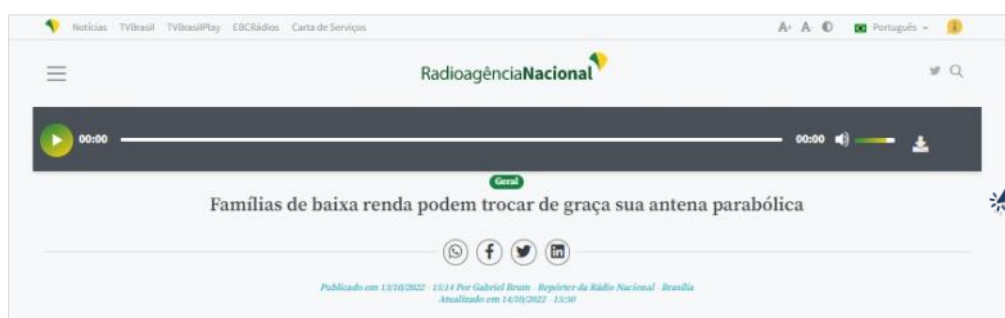 Notícias TVBrasil TVBrasilPlay EBCRádios Carta de Serviços A+ A- Português
RadioagênciaNacional
00:00 00:00
Geral
Famílias de baixa renda podem trocar de graça sua antena parabólica
Publicado em 13/10/2022 - 15:14 Por Gabriel Brum - Repórter da Rádio Nacional - Brasília
Atualizado em 14/10/2022 - 15:50